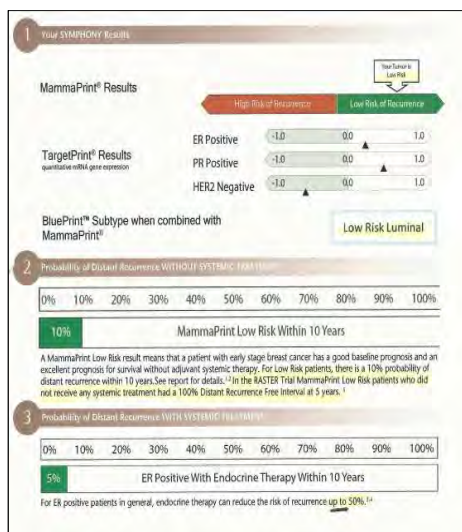 1 Your SYMPHONY Results
Your Tumor is
Low Risk
MammaPrint® Results
High Risk of Recurrence Low Risk of Recurrence
ER Positive -1.0 0.0 1.0
TargetPrint® Results
quantitative mRNA gene expression
PR Positive -1.0 0.0 1.0
HER2 Negative -1.0 0.0 1.0
BluePrint™ Subtype when combined with
MammaPrint®
Low Risk Luminal
2 Probability of Distant Recurrence WITHOUT SYSTEMIC TREATMENT
0% 10% 20% 30% 40% 50% 60% 70% 80% 90% 100%
10% MammaPrint Low Risk Within 10 Years
A MammaPrint Low Risk result means that a patient with early stage breast cancer has a good baseline prognosis and an
excellent prognosis for survival without adjuvant systemic therapy. For Low Risk patients, there is a 10% probability of
distant recurrence within 10 years.See report for details.¹,² In the RASTER Trial MammaPrint Low Risk patients who did
not receive any systemic treatment had a 100% Distant Recurrence Free Interval at 5 years.
3 Probability of Distant Recurrence WITH SYSTEMIC TREATMENT
0% 10% 20% 30% 40% 50% 60% 70% 80% 90% 100%
5% ER Positive With Endocrine Therapy Within 10 Years
For ER positive patients in general, endocrine therapy can reduce the risk of recurrence up to 50%.